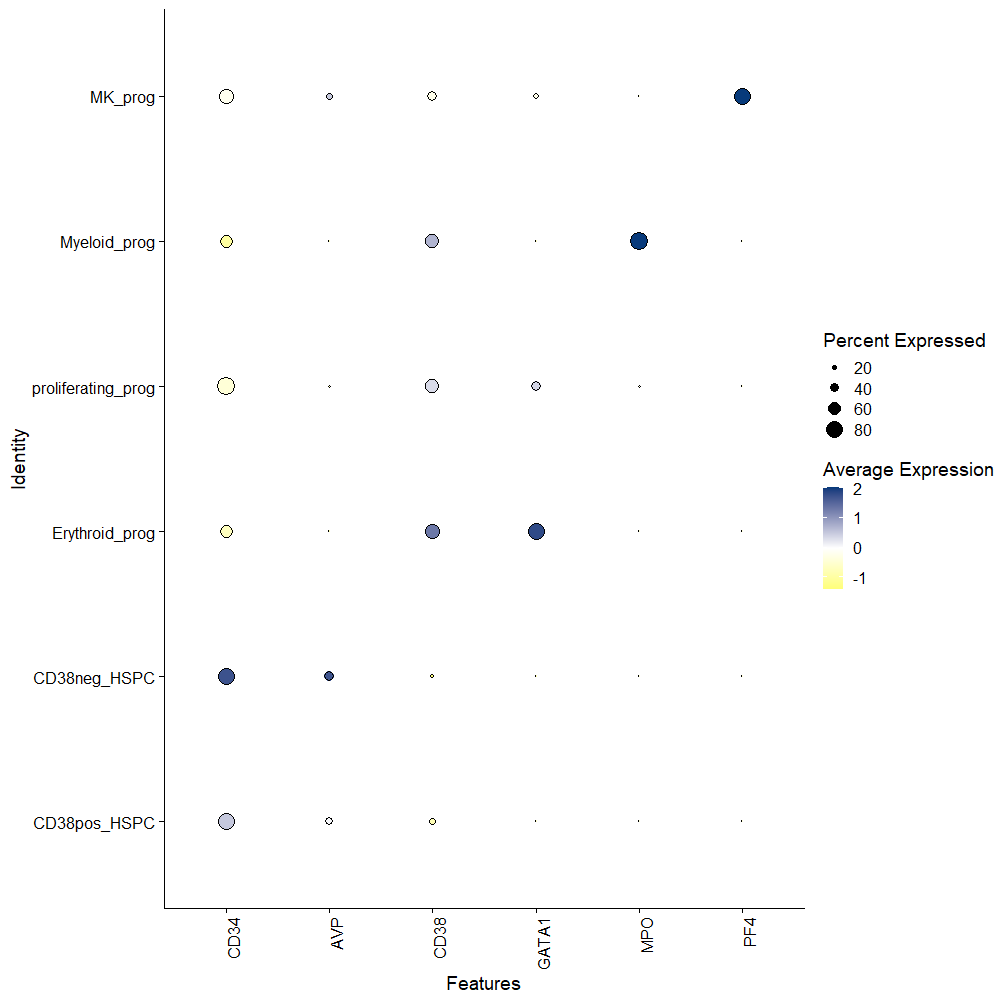 MK_prog
Myeloid_prog
proliferating_prog
Erythroid_prog
CD38neg_HSPC
CD38pos_HSPC
Identity
CD34
AVP
CD38
GATA1
MPO
PF4
Features
Percent Expressed
20
40
60
80
Average Expression
2
1
0
-1